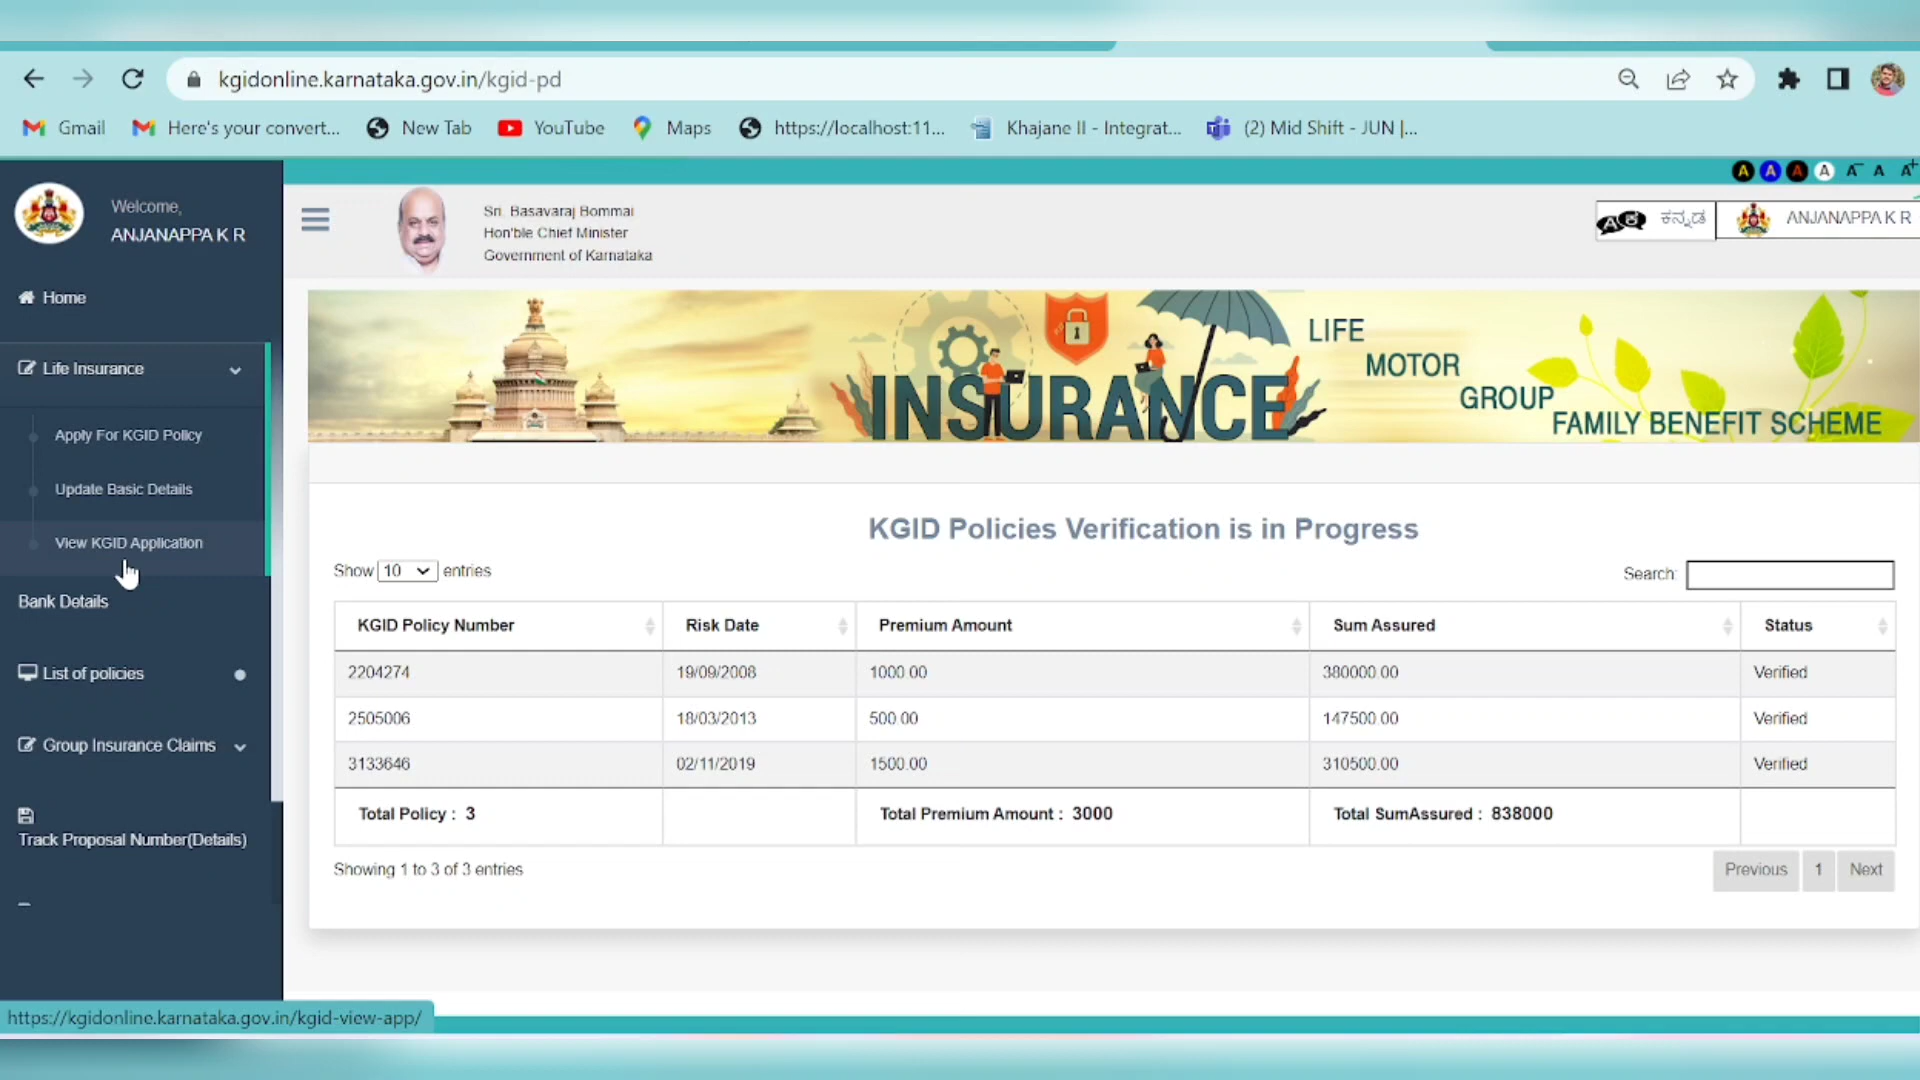 kgidonline.karnataka.gov.in/kgid-pd
Gmail
Here's your convert...
New Tab
YouTube
Maps
https://localhost:11...
Khajane II - Integrat...
(2) Mid Shift - JUN |...
A A A A A- A A+
Welcome,
ANJANAPPA K R
Sri. Basavaraj Bommai
Hon'ble Chief Minister
Government of Karnataka
ಕನ್ನಡ
ANJANAPPA K R
Home
Life Insurance
Apply For KGID Policy
Update Basic Details
View KGID Application
Bank Details
List of policies
Group Insurance Claims
Track Proposal Number(Details)
INSURANCE
LIFE
MOTOR
GROUP
FAMILY BENEFIT SCHEME
KGID Policies Verification is in Progress
Show 10 entries
Search:
KGID Policy Number Risk Date Premium Amount Sum Assured Status
2204274 19/09/2008 1000.00 380000.00 Verified
2505006 18/03/2013 500.00 147500.00 Verified
3133646 02/11/2019 1500.00 310500.00 Verified
Total Policy : 3 Total Premium Amount : 3000 Total SumAssured : 838000
Showing 1 to 3 of 3 entries
Previous 1 Next
https://kgidonline.karnataka.gov.in/kgid-view-app/